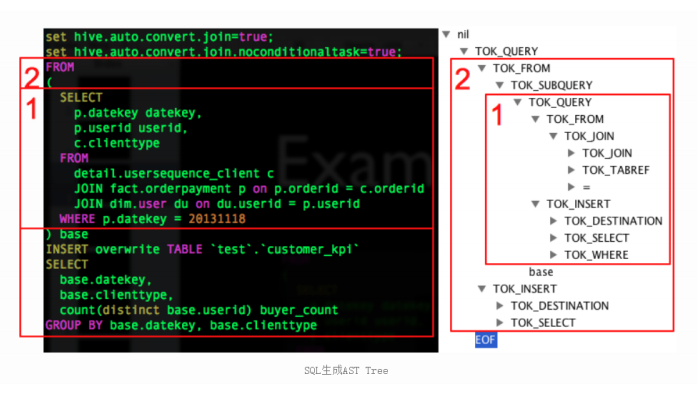 set hive.auto.convert.join=true;
set hive.auto.convert.join.noconditionaltask=true;
FROM
2
(
1
SELECT
p.datekey datekey,
p.userid userid,
c.clienttype
FROM
detail.usersequence_client c
JOIN fact.orderpayment p on p.orderid = c.orderid
JOIN dim.user du on du.userid = p.userid
WHERE p.datekey = 20131118
) base
INSERT overwrite TABLE `test`.`customer_kpi`
SELECT
base.datekey,
base.clienttype,
count(distinct base.userid) buyer_count
GROUP BY base.datekey, base.clienttype
Exam
nil
TOK_QUERY
2
TOK_FROM
TOK_SUBQUERY
1
TOK_QUERY
TOK_FROM
TOK_JOIN
TOK_JOIN
TOK_TABREF
=
TOK_INSERT
TOK_DESTINATION
TOK_SELECT
TOK_WHERE
base
TOK_INSERT
TOK_DESTINATION
TOK_SELECT
EOF
SQL生成AST Tree